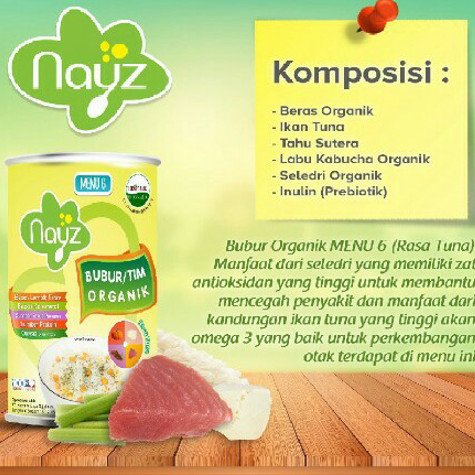 Nayz
Komposisi :
- Beras Organik
- Ikan Tuna
- Tahu Sutera
- Labu Kabucha Organik
- Seledri Organik
- Inulin (Prebiotik)
MENU 6
Nayz
BUBUR/TIM
ORGANIK
Bubur Organik MENU 6 (Rasa Tuna)
Manfaat dari seledri yang memiliki zat
antioksidan yang tinggi untuk membantu
mencegah penyakit dan manfaat dari
kandungan ikan tuna yang tinggi akan
omega 3 yang baik untuk perkembangan
otak terdapat di menu ini